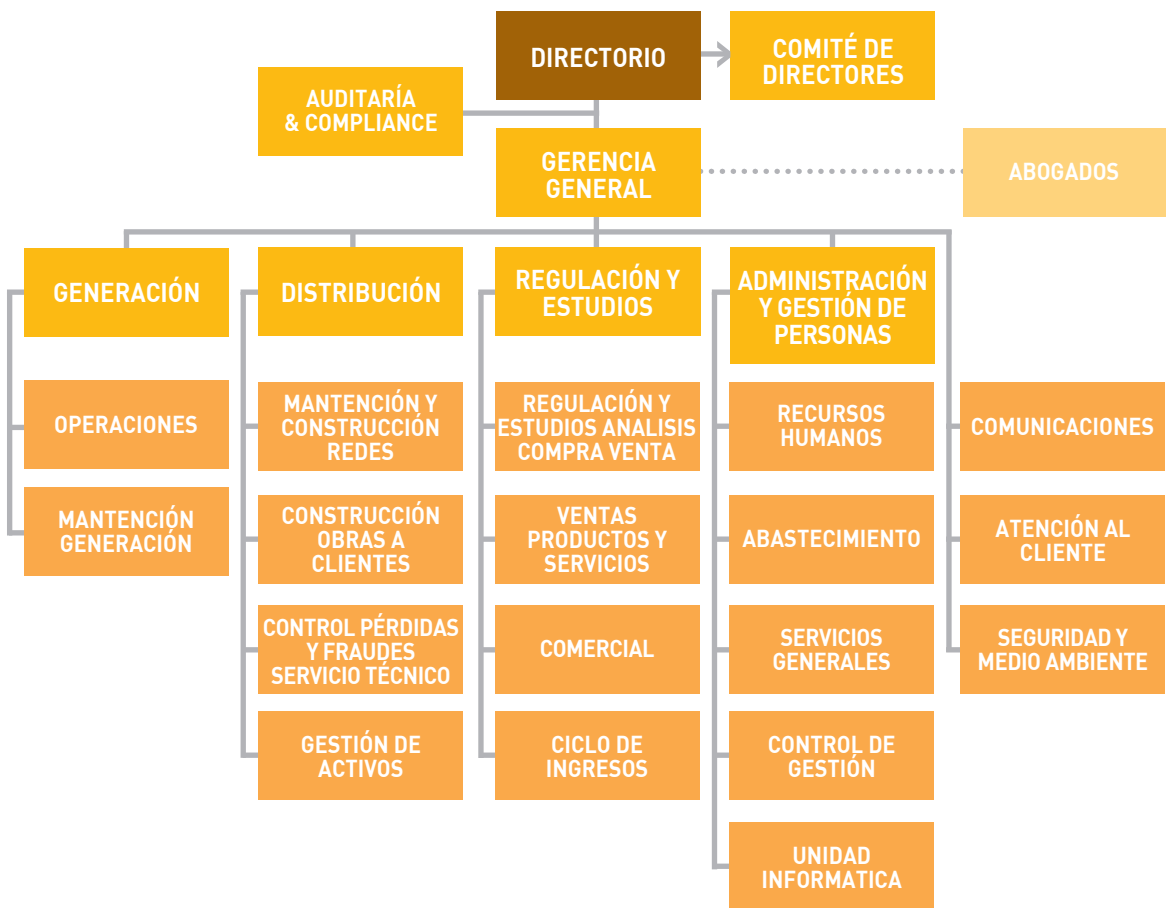 DIRECTORIO
COMITÉ DE
DIRECTORES
AUDITARÍA
& COMPLIANCE
GERENCIA
GENERAL
ABOGADOS
GENERACIÓN
DISTRIBUCIÓN
REGULACIÓN Y
ESTUDIOS
ADMINISTRACIÓN
Y GESTIÓN DE
PERSONAS
OPERACIONES
MANTENCIÓN Y
CONSTRUCCIÓN
REDES
REGULACIÓN Y
ESTUDIOS ANALISIS
COMPRA VENTA
RECURSOS
HUMANOS
COMUNICACIONES
MANTENCIÓN
GENERACIÓN
CONSTRUCCIÓN
OBRAS A
CLIENTES
VENTAS
PRODUCTOS Y
SERVICIOS
ABASTECIMIENTO
ATENCIÓN AL
CLIENTE
CONTROL PÉRDIDAS
Y FRAUDES
SERVICIO TÉCNICO
COMERCIAL
SERVICIOS
GENERALES
SEGURIDAD Y
MEDIO AMBIENTE
GESTIÓN DE
ACTIVOS
CICLO DE
INGRESOS
CONTROL DE
GESTIÓN
UNIDAD
INFORMATICA